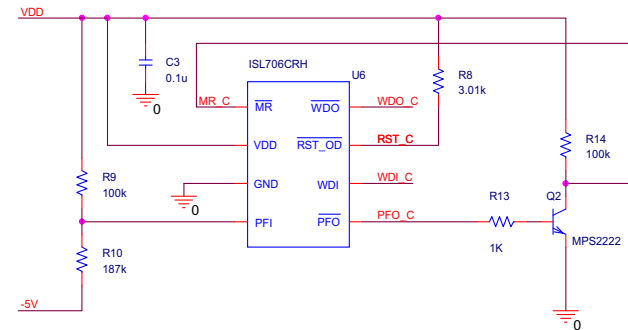 VDD
C3
0.1u
0
ISL706CRH
U6
MR_C
MR
WDO
WDO_C
R8
3.01k
VDD
RST_OD
RST_C
R14
100k
R9
100k
GND
WDI
WDI_C
0
PFI
PFO
PFO_C
R13
1K
Q2
MPS2222
R10
187k
-5V
0